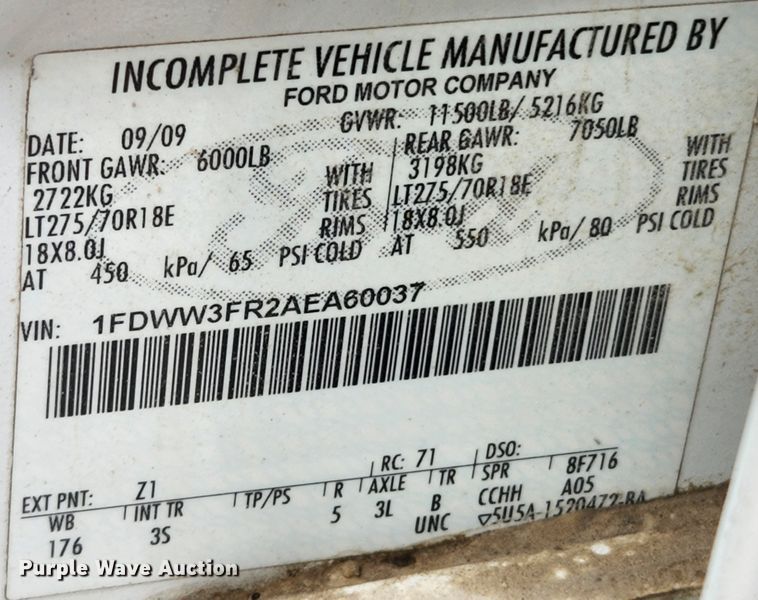 INCOMPLETE VEHICLE MANUFACTURED BY
FORD MOTOR COMPANY
DATE: 09/09 GVWR: 11500LB/ 5216KG
FRONT GAWR: 6000LB REAR GAWR: 7050LB
2722KG WITH 3198KG WITH
LT275/70R18E TIRES LT275/70R18E TIRES
18X8.0J RIMS 18X8.0J RIMS
AT 450 kPa/ 65 PSI COLD AT 550 kPa/ 80 PSI COLD
VIN: 1FDWW3FR2AEA60037
EXT PNT: Z1 RC: 71 DSO:
WB INT TR TP/PS R AXLE TR SPR 8F716
176 3S 5 3L B CCHH A05
UNC 5U5A-1520472-BA
Purple Wave Auction